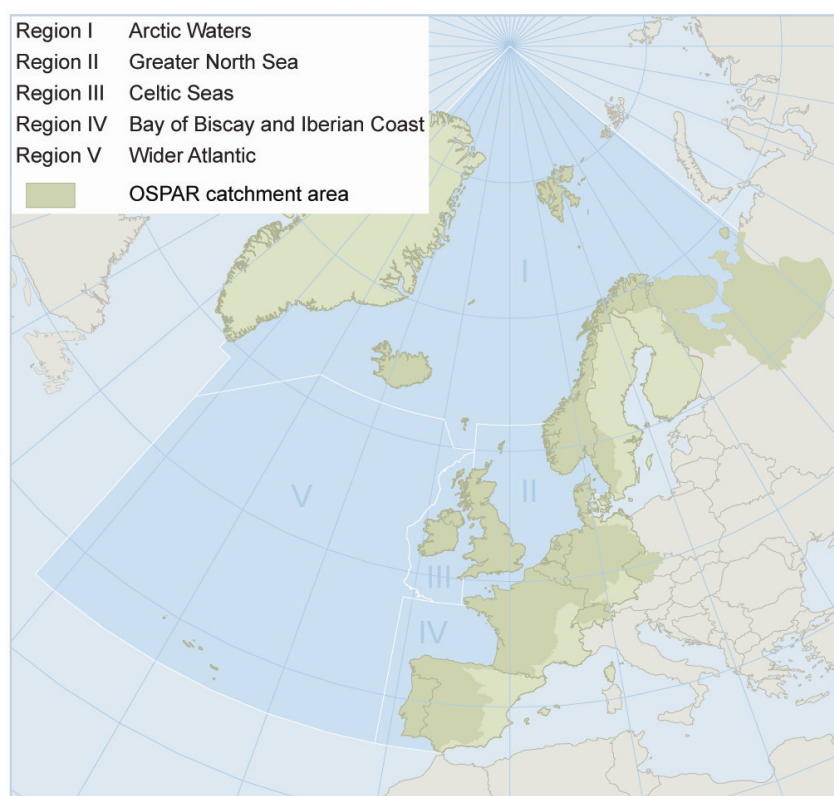 Region I Arctic Waters
Region II Greater North Sea
Region III Celtic Seas
Region IV Bay of Biscay and Iberian Coast
Region V Wider Atlantic
OSPAR catchment area
I
II
V
III
IV